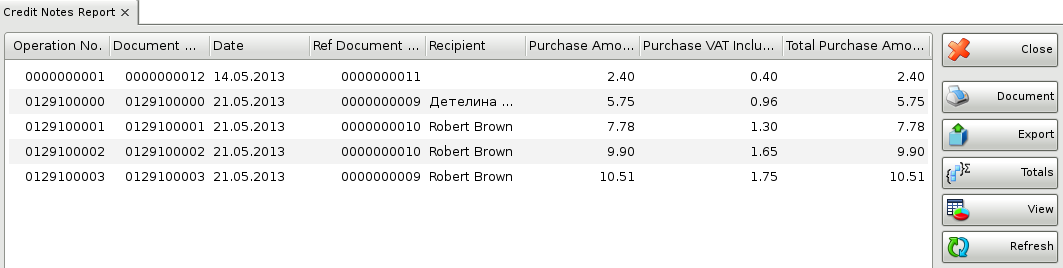 Credit Notes Report ×
Operation No. Document ... Date Ref Document ... Recipient Purchase Amo... Purchase VAT Inclu... Total Purchase Amo...
0000000001 0000000012 14.05.2013 0000000011 2.40 0.40 2.40
0129100000 0129100000 21.05.2013 0000000009 Детелина ... 5.75 0.96 5.75
0129100001 0129100001 21.05.2013 0000000010 Robert Brown 7.78 1.30 7.78
0129100002 0129100002 21.05.2013 0000000010 Robert Brown 9.90 1.65 9.90
0129100003 0129100003 21.05.2013 0000000009 Robert Brown 10.51 1.75 10.51
Close
Document
Export
Totals
View
Refresh